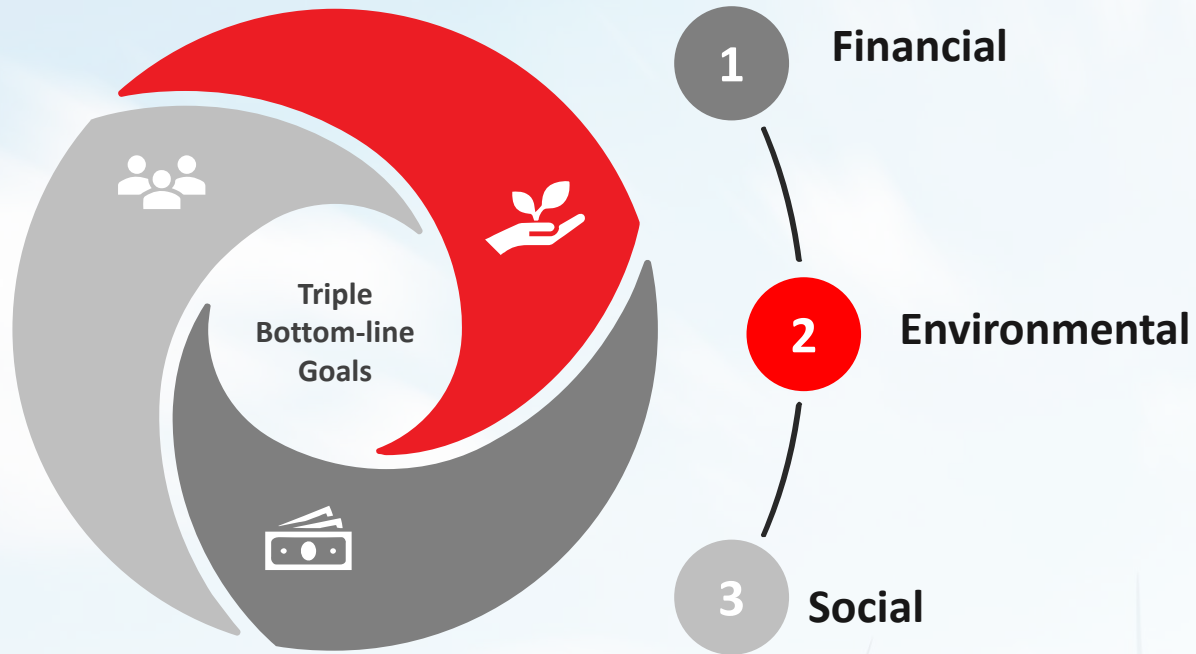 Triple
Bottom-line
Goals
1
Financial
2
Environmental
3
Social